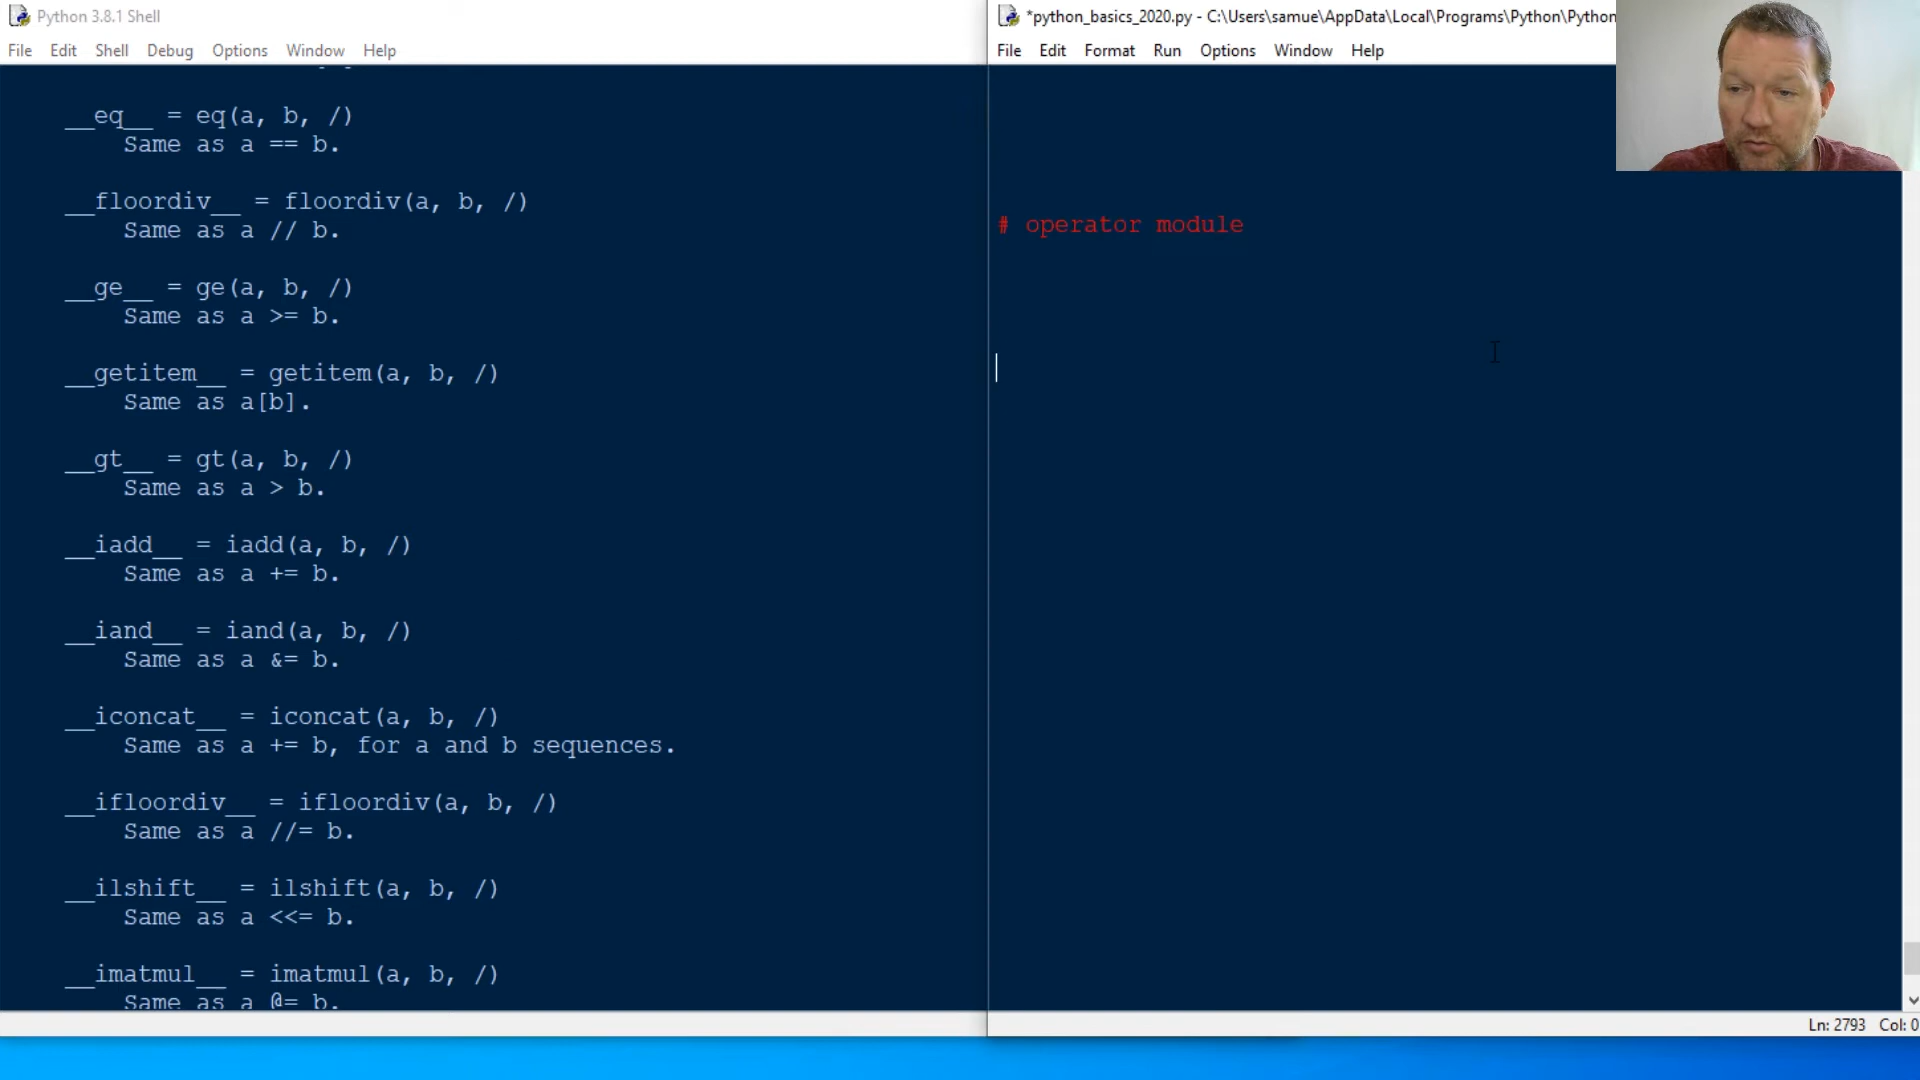 Python 3.8.1 Shell
File Edit Shell Debug Options Window Help
__eq__ = eq(a, b, /)
Same as a == b.
__floordiv__ = floordiv(a, b, /)
Same as a // b.
__ge__ = ge(a, b, /)
Same as a >= b.
__getitem__ = getitem(a, b, /)
Same as a[b].
__gt__ = gt(a, b, /)
Same as a > b.
__iadd__ = iadd(a, b, /)
Same as a += b.
__iand__ = iand(a, b, /)
Same as a &= b.
__iconcat__ = iconcat(a, b, /)
Same as a += b, for a and b sequences.
__ifloordiv__ = ifloordiv(a, b, /)
Same as a //= b.
__ilshift__ = ilshift(a, b, /)
Same as a <<= b.
__imatmul__ = imatmul(a, b, /)
Same as a @= b.
*python_basics_2020.py - C:\Users\samue\AppData\Local\Programs\Python\Python
File Edit Format Run Options Window Help
# operator module
Ln: 2793 Col: 0